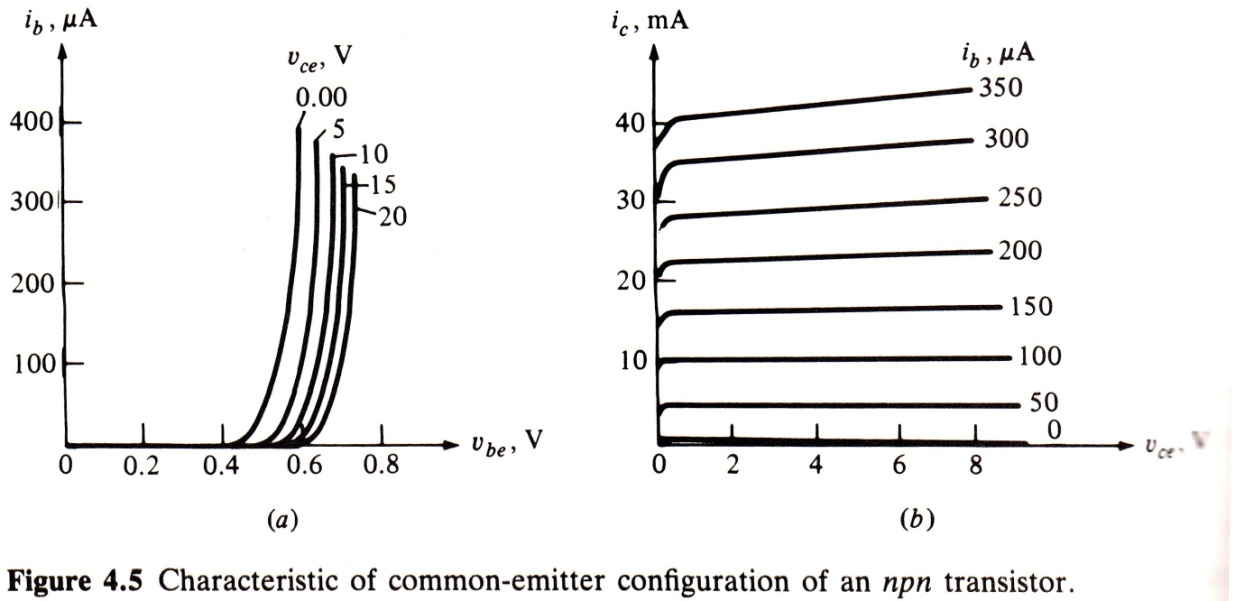 i_b, μA
v_ce, V
0.00
5
10
15
20
400
300
200
100
0 0.2 0.4 0.6 0.8
v_be, V
(a)
i_c, mA
i_b, μA
350
300
250
200
150
100
50
0
40
30
20
10
0 2 4 6 8
v_ce, V
(b)
Figure 4.5 Characteristic of common-emitter configuration of an npn transistor.